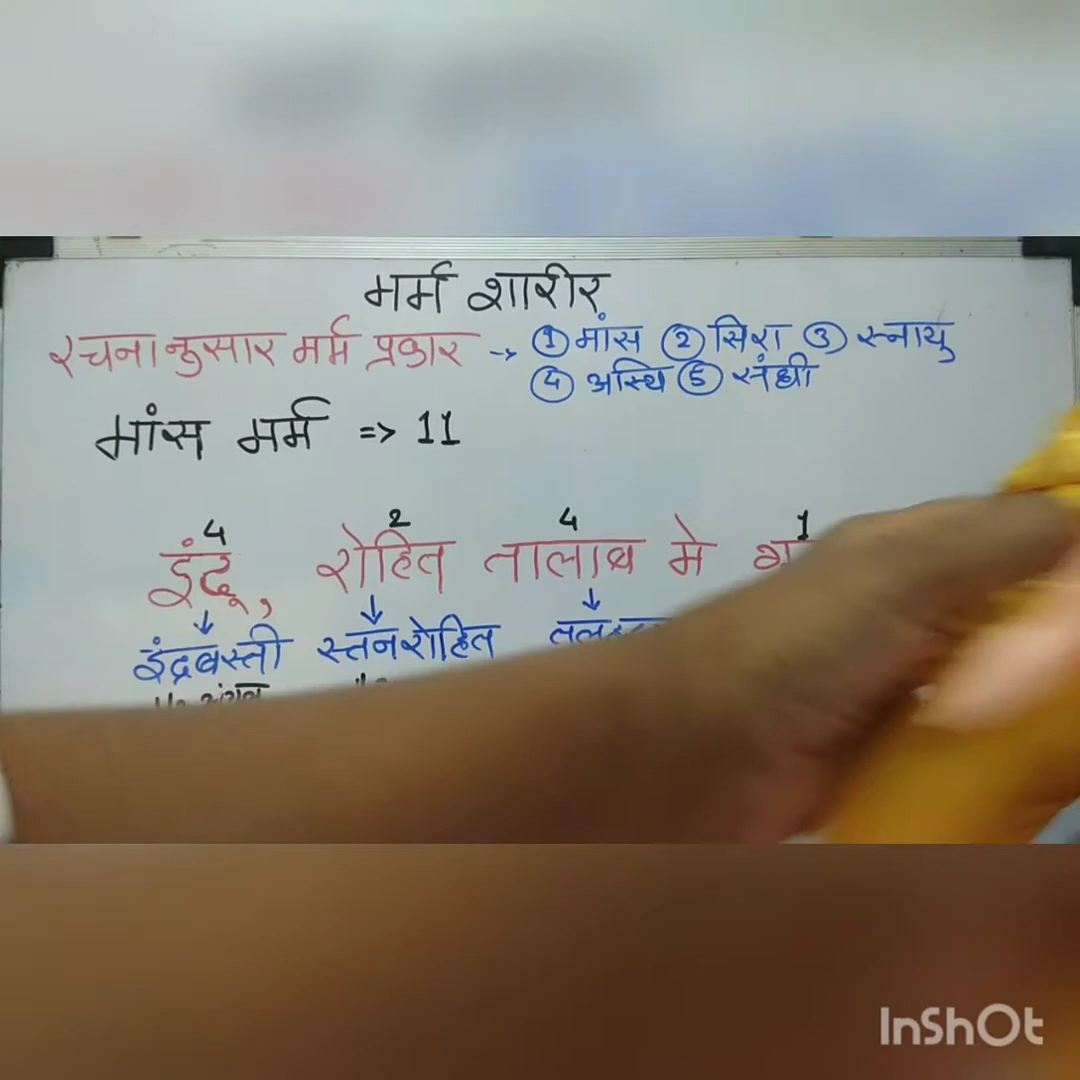 मर्म शारीर
रचनानुसार मर्म प्रकार -> ① मांस ② सिरा ③ स्नायु
④ अस्थि ⑤ संधी
मांस मर्म => 11
4 2 4 1
इंदू, रोहित तालाब मे
↓ ↓ ↓
इंद्रबस्ती स्तनरोहित
InShOt